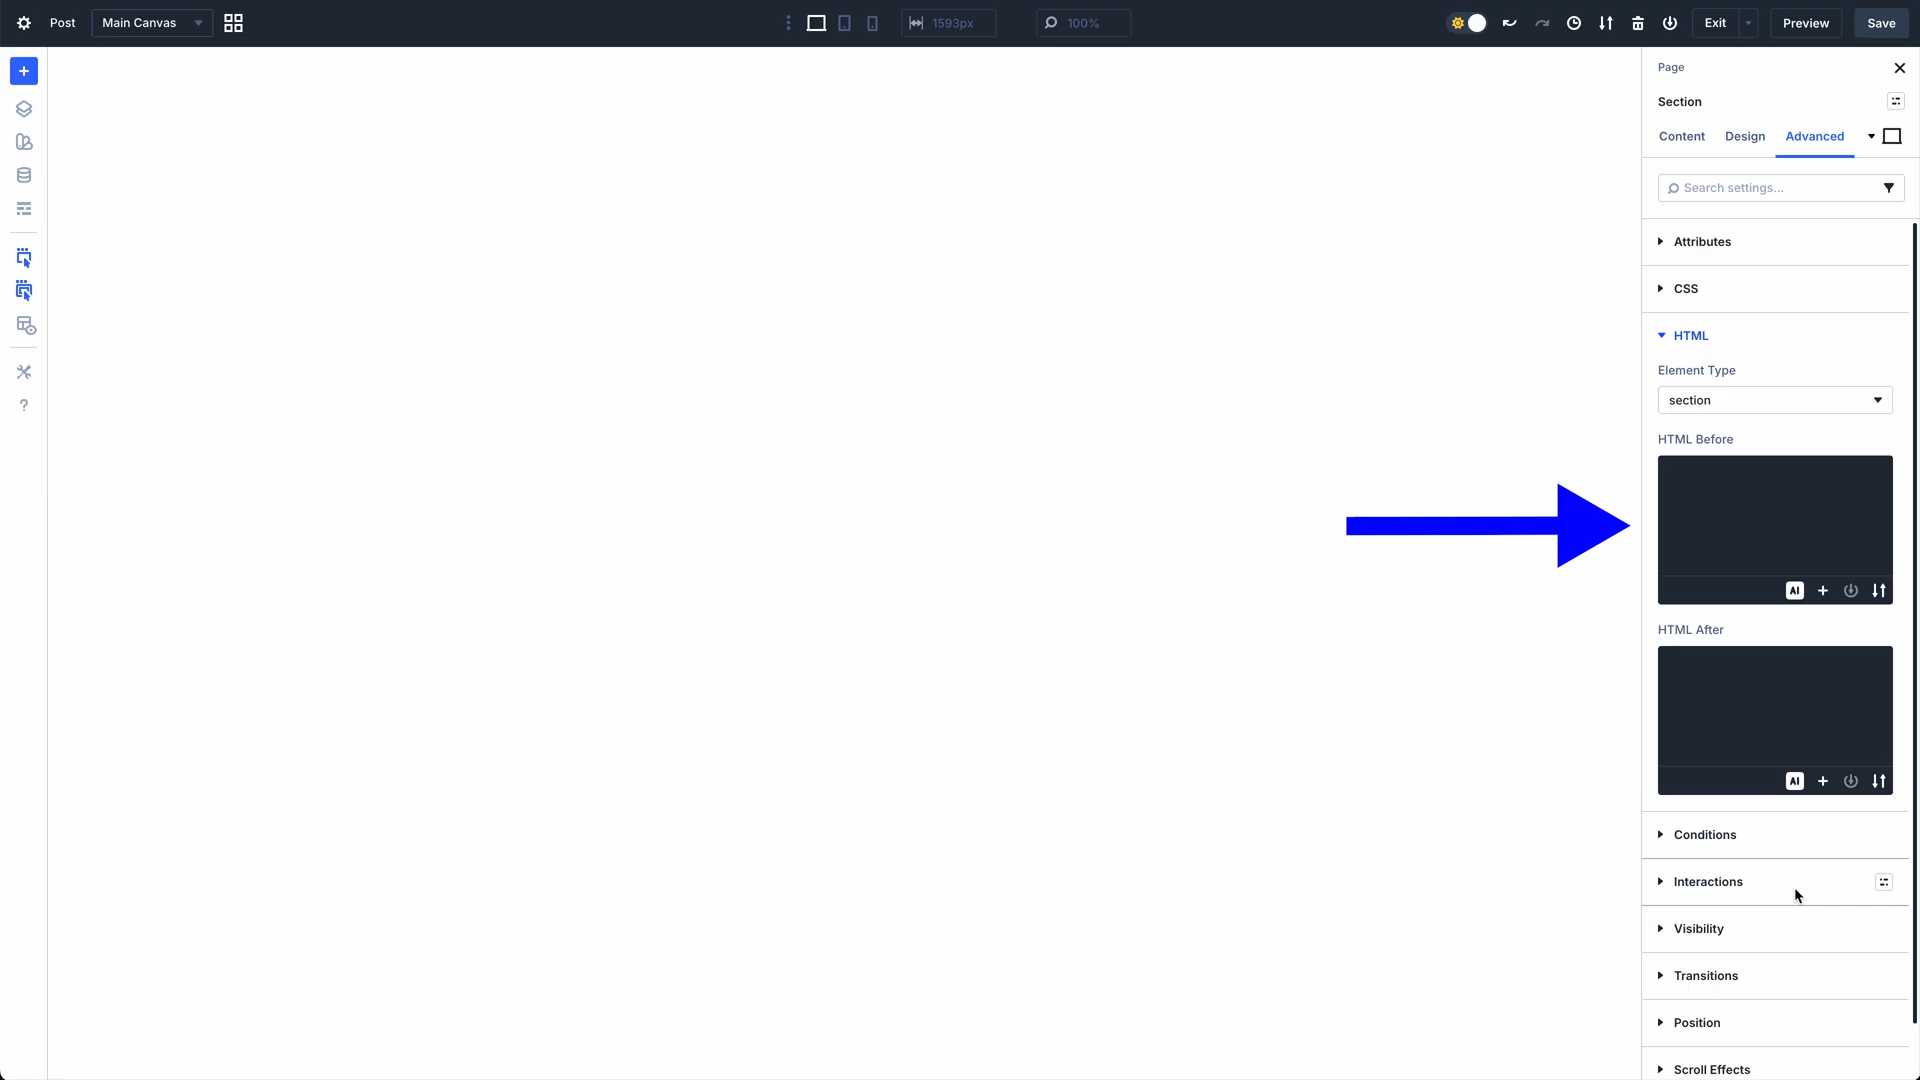 Post
Main Canvas
1593px
100%
Exit
Preview
Save
Page
Section
Content
Design
Advanced
Search settings...
Attributes
CSS
HTML
Element Type
section
HTML Before
AI
HTML After
AI
Conditions
Interactions
Visibility
Transitions
Position
Scroll Effects